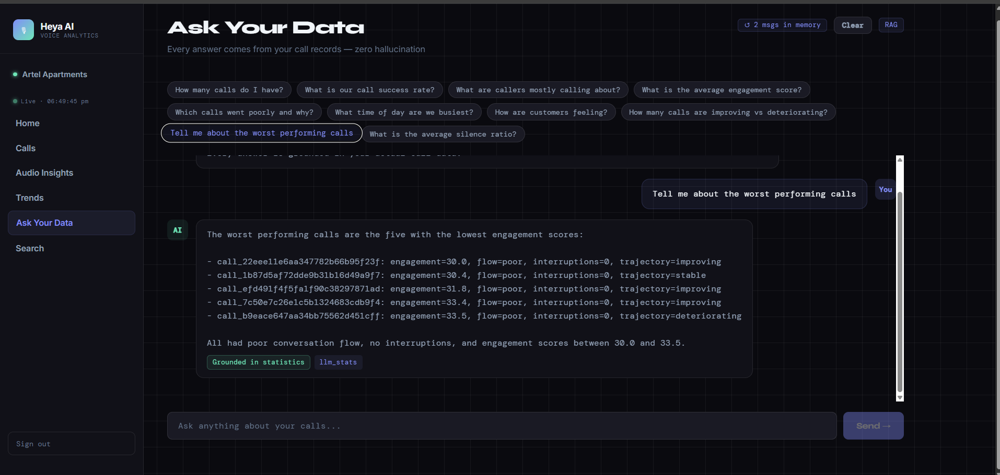 Heya AI
VOICE ANALYTICS
Artel Apartments
Live · 06:49:45 pm
Home
Calls
Audio Insights
Trends
Ask Your Data
Search
Sign out
Ask Your Data
Every answer comes from your call records — zero hallucination
↺ 2 msgs in memory
Clear
RAG
How many calls do I have?
What is our call success rate?
What are callers mostly calling about?
What is the average engagement score?
Which calls went poorly and why?
What time of day are we busiest?
How are customers feeling?
How many calls are improving vs deteriorating?
Tell me about the worst performing calls
What is the average silence ratio?
Every answer is grounded in your actual call data.
Tell me about the worst performing calls
You
AI
The worst performing calls are the five with the lowest engagement scores:
- call_22eee11e6aa347782b66b95f23f: engagement=30.0, flow=poor, interruptions=0, trajectory=improving
- call_1b87d5af72dde9b31b16d49a9f7: engagement=30.4, flow=poor, interruptions=0, trajectory=stable
- call_efd491f4f5fa1f90c38297871ad: engagement=31.8, flow=poor, interruptions=0, trajectory=improving
- call_7c50e7c26e1c5b1324683cdb9f4: engagement=33.4, flow=poor, interruptions=0, trajectory=improving
- call_b9eace647aa34bb75562d451cff: engagement=33.5, flow=poor, interruptions=0, trajectory=deteriorating
All had poor conversation flow, no interruptions, and engagement scores between 30.0 and 33.5.
Grounded in statistics
llm_stats
Ask anything about your calls...
Send →